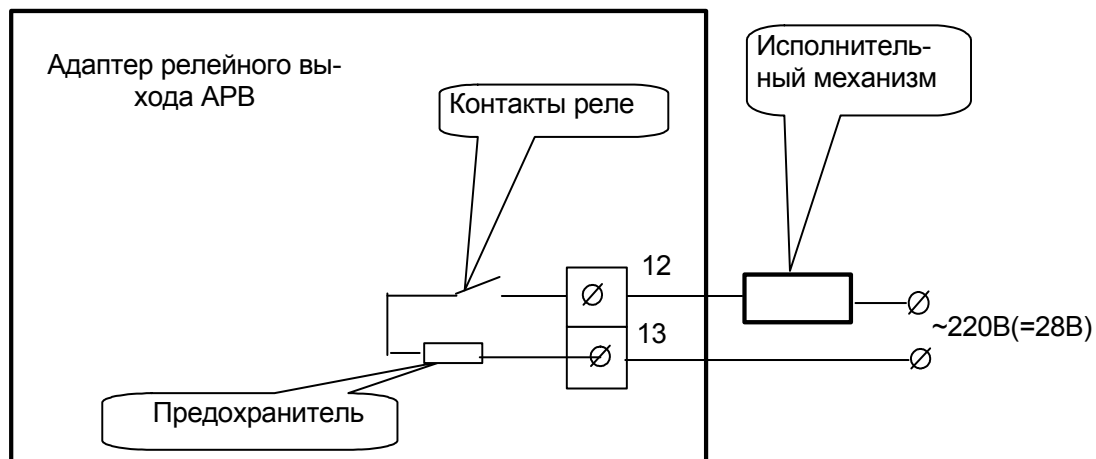 Адаптер релейного вы-
хода АРВ
Контакты реле
Исполнитель-
ный механизм
12
13
~220В(=28В)
Предохранитель